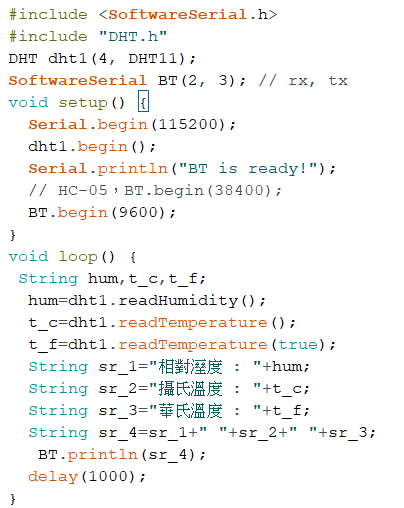 #include <SoftwareSerial.h>
#include "DHT.h"
DHT dht1(4, DHT11);
SoftwareSerial BT(2, 3); // rx, tx
void setup() {
  Serial.begin(115200);
  dht1.begin();
  Serial.println("BT is ready!");
  // HC-05，BT.begin(38400);
  BT.begin(9600);
}
void loop() {
 String hum,t_c,t_f;
  hum=dht1.readHumidity();
  t_c=dht1.readTemperature();
  t_f=dht1.readTemperature(true);
  String sr_1="相對溼度 : "+hum;
  String sr_2="攝氏溫度 : "+t_c;
  String sr_3="華氏溫度 : "+t_f;
  String sr_4=sr_1+" "+sr_2+" "+sr_3;
   BT.println(sr_4);
  delay(1000);
}